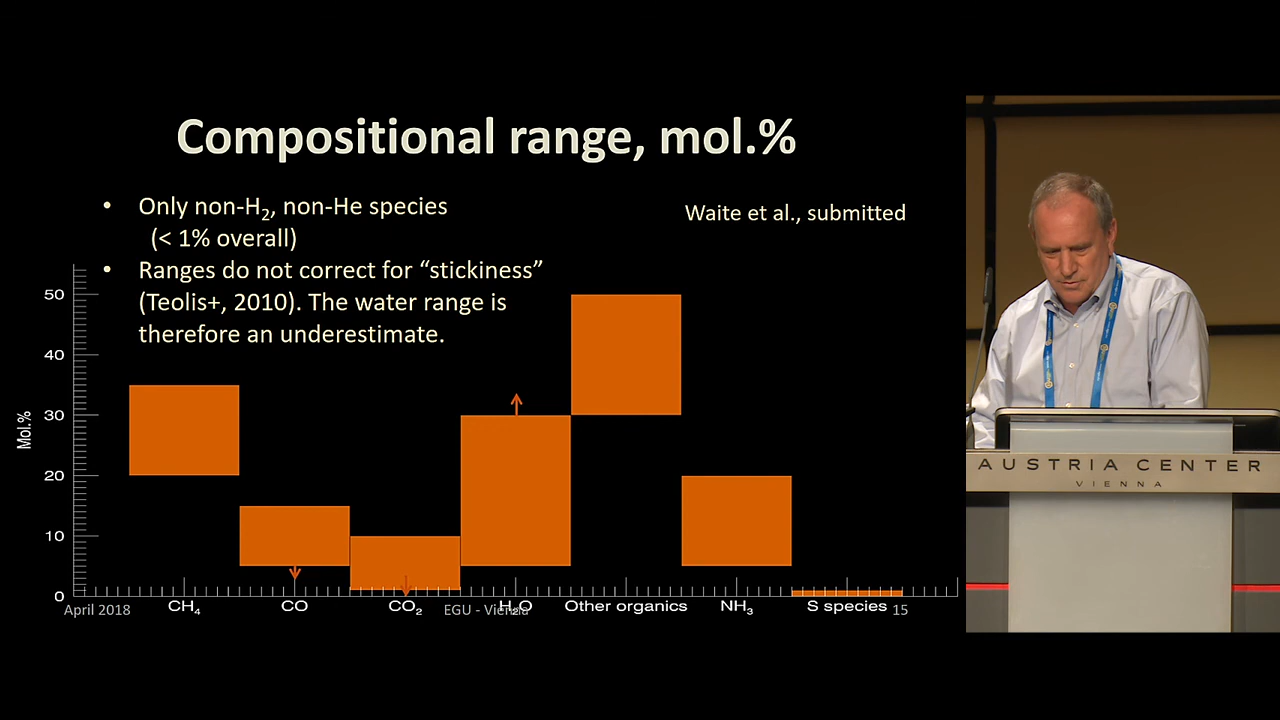 Compositional range, mol.%
• Only non-H₂, non-He species
(< 1% overall)
Waite et al., submitted
• Ranges do not correct for “stickiness”
(Teolis+, 2010). The water range is
therefore an underestimate.
50
40
30
20
10
0
Mol.%
CH₄
CO
CO₂
H₂O
Other organics
NH₃
S species
April 2018
EGU - Vienna
15
AUSTRIA CENTER
VIENNA